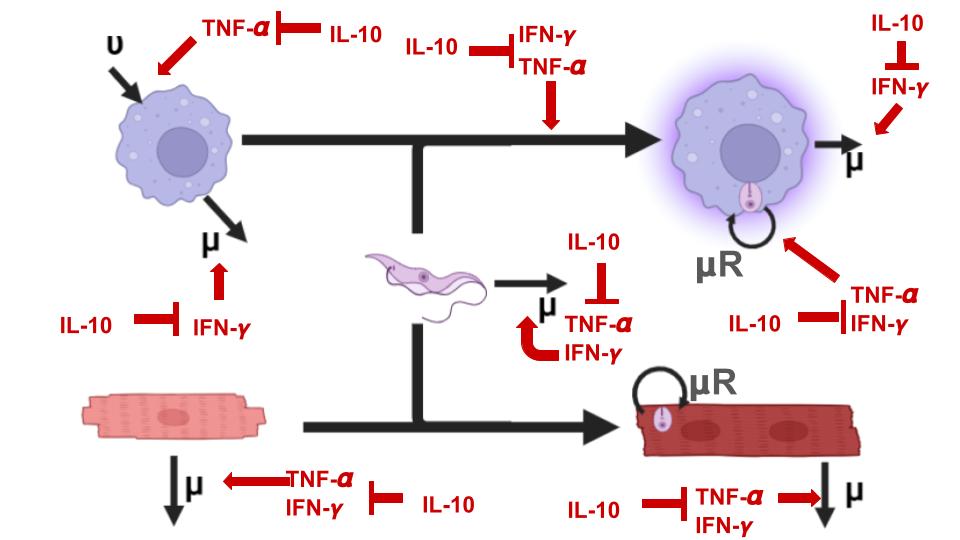 TNF-α
IL-10
υ
IL-10
IFN-γ
TNF-α
IL-10
IFN-γ
μ
μ
IL-10
IFN-γ
μ
IL-10
TNF-α
IFN-γ
μR
TNF-α
IFN-γ
IL-10
μR
μ
TNF-α
IFN-γ
IL-10
IL-10
TNF-α
IFN-γ
μ